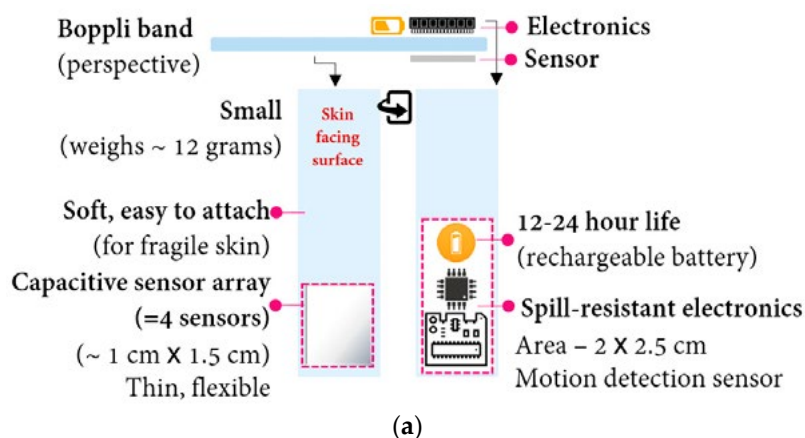 Boppli band
(perspective)
Electronics
Sensor
Small
(weighs ~ 12 grams)
Skin
facing
surface
Soft, easy to attach
(for fragile skin)
12-24 hour life
(rechargeable battery)
Capacitive sensor array
(=4 sensors)
(~ 1 cm X 1.5 cm)
Thin, flexible
Spill-resistant electronics
Area – 2 X 2.5 cm
Motion detection sensor
(a)